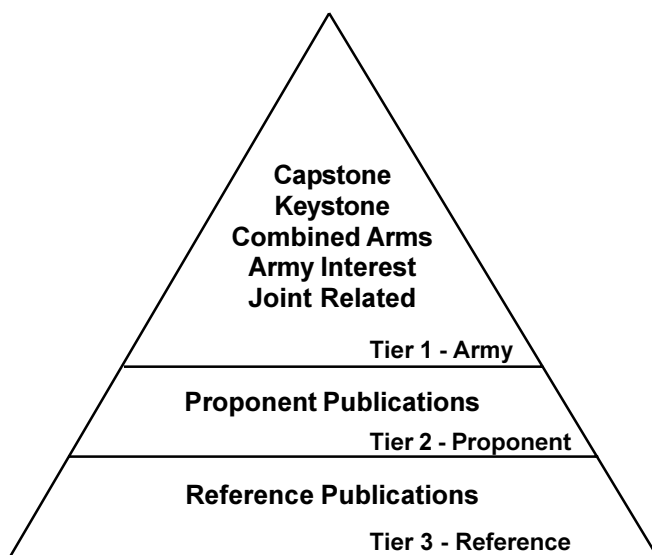 Capstone
Keystone
Combined Arms
Army Interest
Joint Related
Tier 1 - Army
Proponent Publications
Tier 2 - Proponent
Reference Publications
Tier 3 - Reference